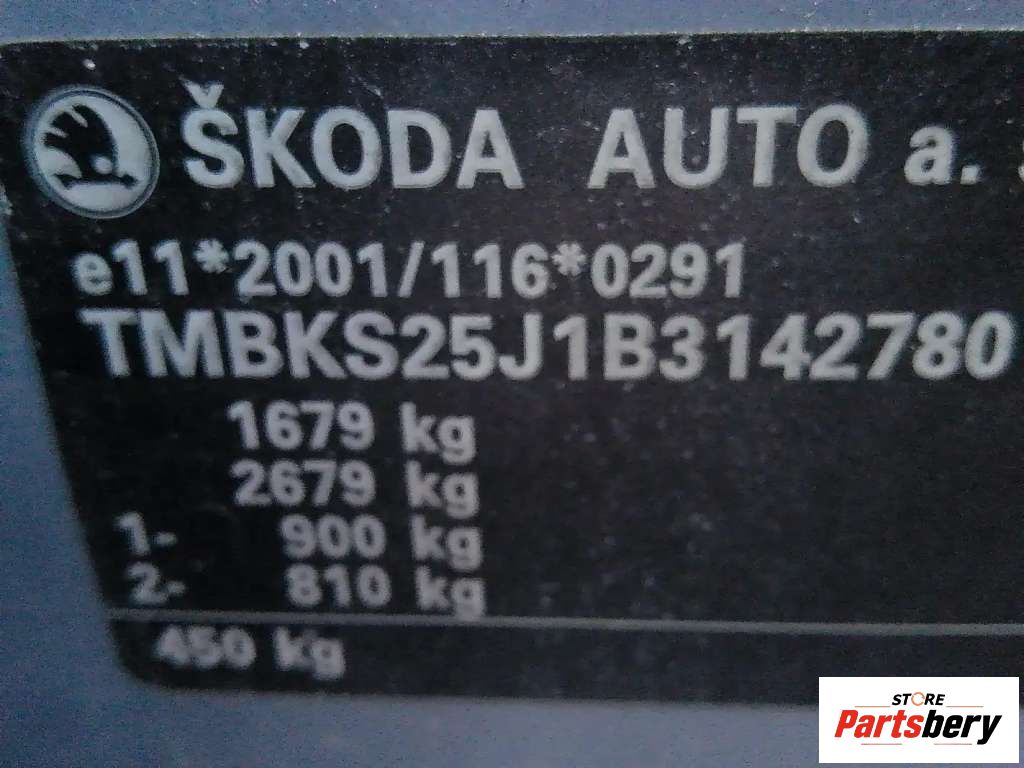 ŠKODA AUTO a.
e11*2001/116*0291
TMBKS25J1B3142780
1679 kg
2679 kg
1- 900 kg
2- 810 kg
450 kg
STORE
Partsbery